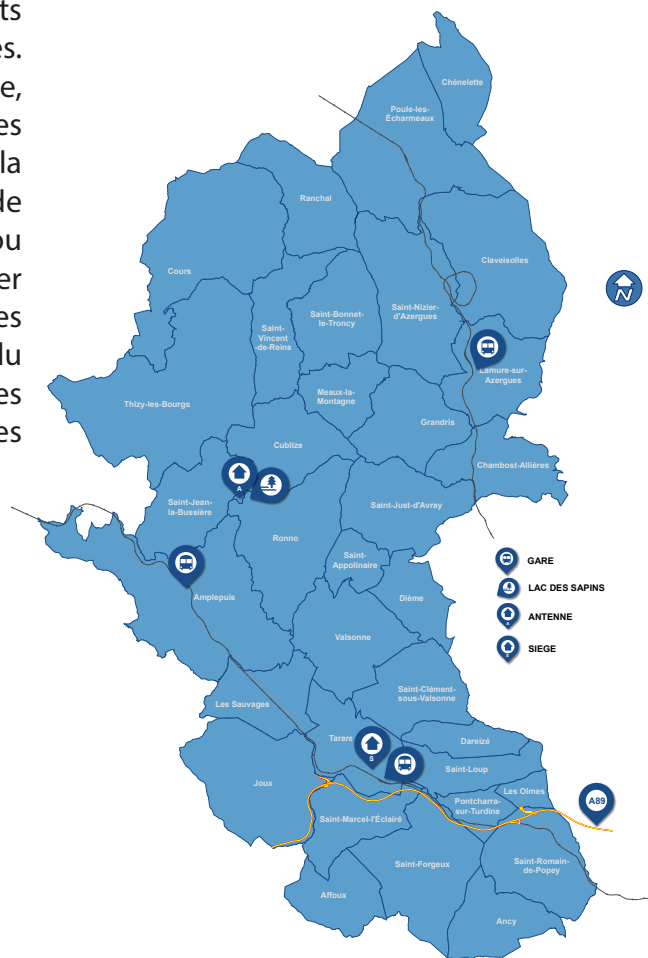 ts
es.
e,
es
la
de
ou
er
es
du
es
es
Chénelette
Poule-les-
Écharmeaux
Ranchal
Claveisolles
Cours
N
Saint-Nizier-
d'Azergues
Saint-Bonnet-
le-Troncy
Saint-
Vincent
-de-Reins
Lamure-sur-
Azergues
Meaux-la-
Montagne
Thizy-les-Bourgs
Grandris
Cublize
Chambost-Allières
A
Saint-Jean-
la-Bussière
Saint-Just-d'Avray
Ronno
Saint-
Appolinaire
GARE
LAC DES SAPINS
A
ANTENNE
S
SIEGE
Amplepuis
Dième
Valsonne
Saint-Clément-
sous-Valsonne
Les Sauvages
Tarare
S
Dareizé
Saint-Loup
Joux
Les Olmes
A89
Pontcharra-
sur-Turdine
Saint-Marcel-l'Éclairé
Saint-Forgeux
Saint-Romain-
de-Popey
Affoux
Ancy